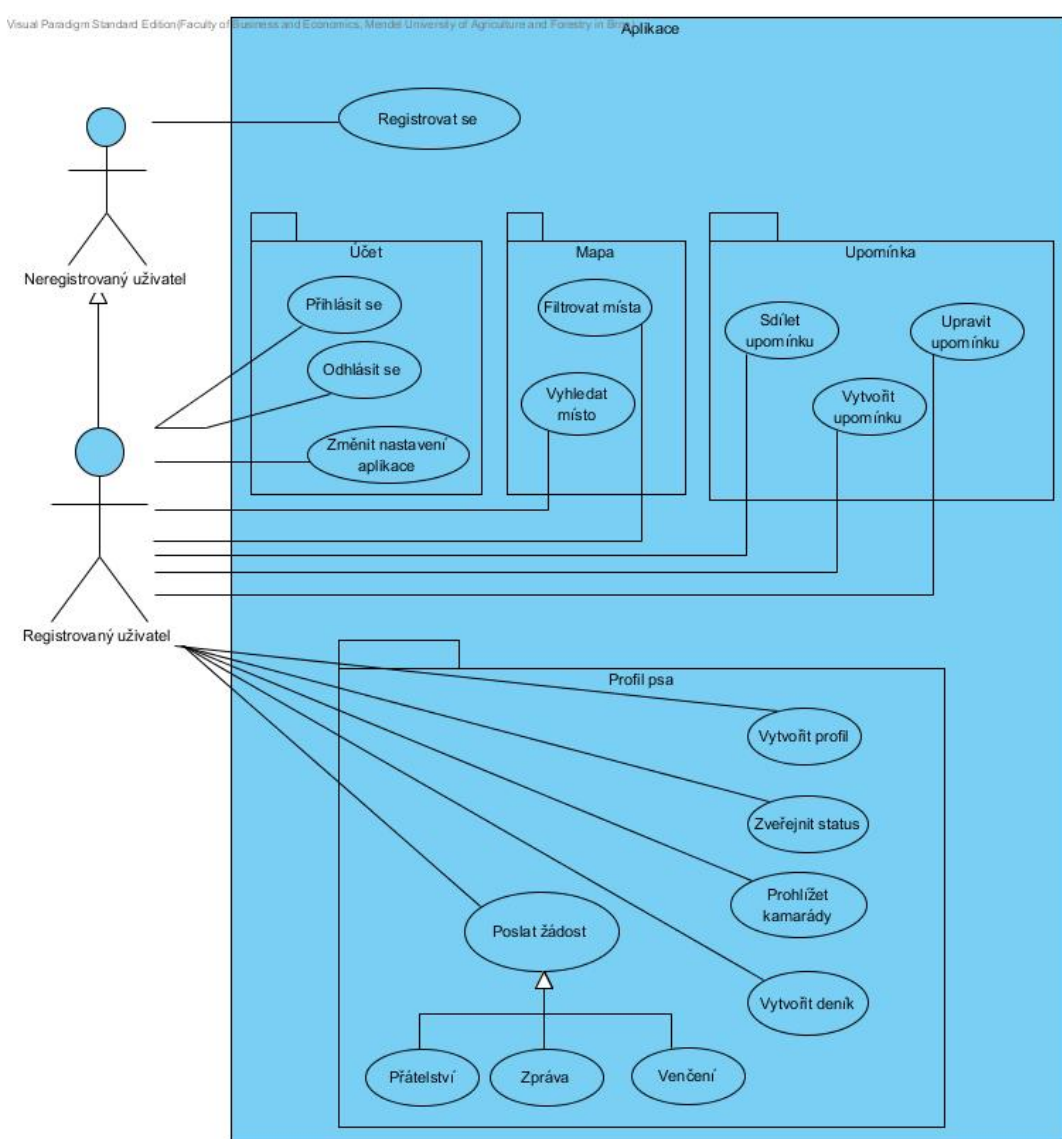 Visual Paradigm Standard Edition(Faculty of Business and Economics, Mendel University of Agriculture and Forestry in Brno)
Aplikace
Registrovat se
Neregistrovaný uživatel
Účet
Přihlásit se
Odhlásit se
Změnit nastavení
aplikace
Mapa
Filtrovat místa
Vyhledat
místo
Upomínka
Sdílet
upomínku
Upravit
upomínku
Vytvořit
upomínku
Registrovaný uživatel
Profil psa
Vytvořit profil
Zveřejnit status
Prohlížet
kamarády
Poslat žádost
Vytvořit deník
Přátelství
Zpráva
Venčení